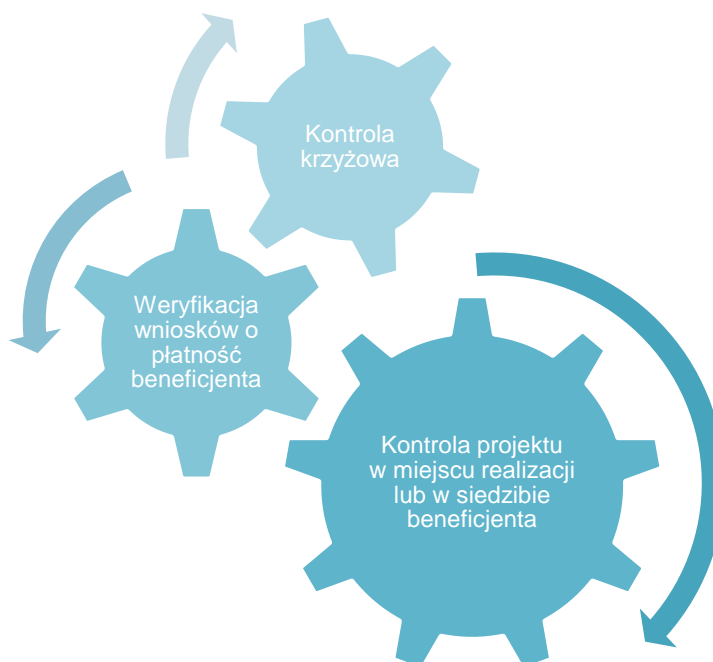 Kontrola
krzyżowa
Weryfikacja
wniosków o
płatność
beneficjenta
Kontrola projektu
w miejscu realizacji
lub w siedzibie
beneficjenta